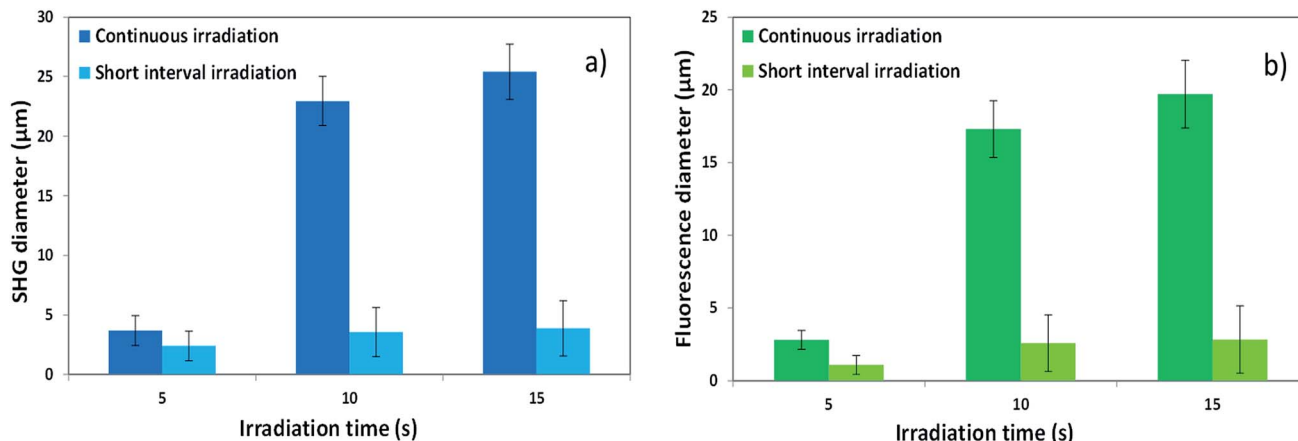 30
25
20
15
10
5
0
SHG diameter (µm)
Continuous irradiation
Short interval irradiation
a)
5 10 15
Irradiation time (s)
25
20
15
10
5
0
Fluorescence diameter (µm)
Continuous irradiation
Short interval irradiation
b)
5 10 15
Irradiation time (s)